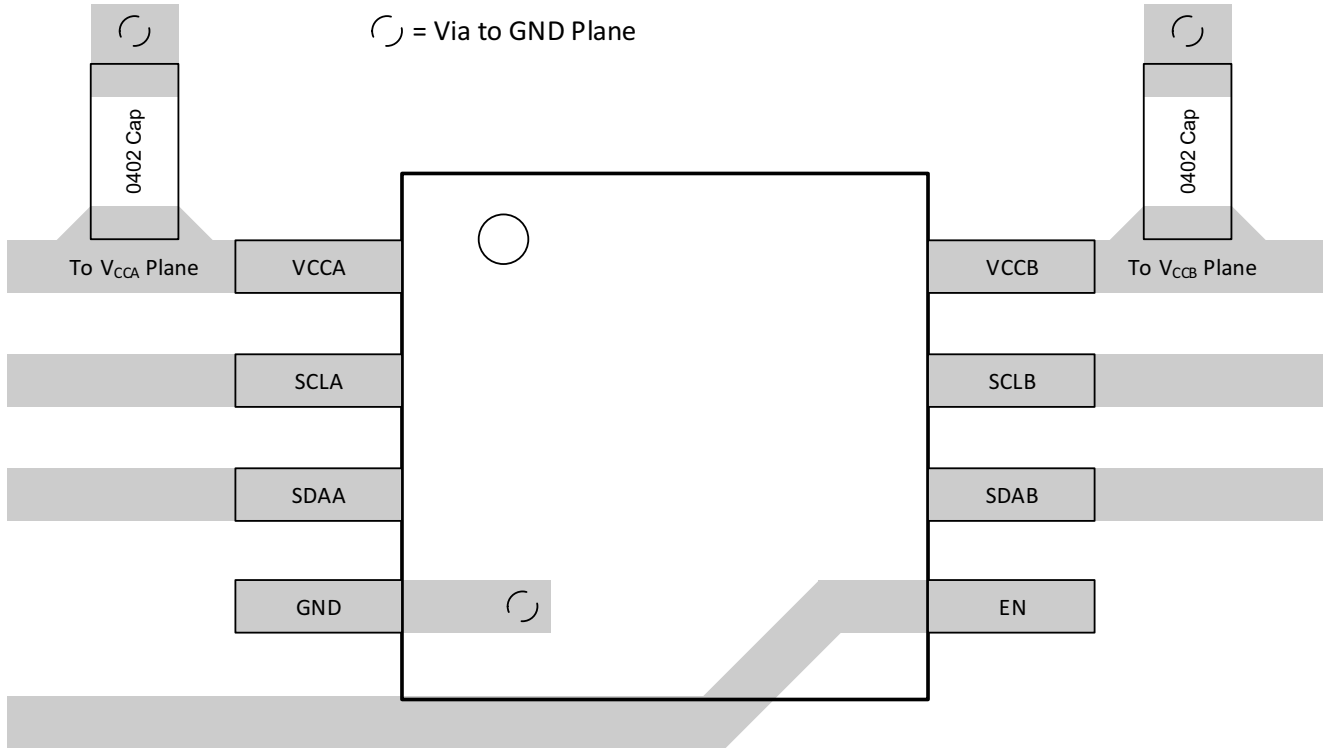 = Via to GND Plane
0402 Cap
0402 Cap
To VCCA Plane
VCCA
VCCB
To VCCB Plane
SCLA
SCLB
SDAA
SDAB
GND
EN